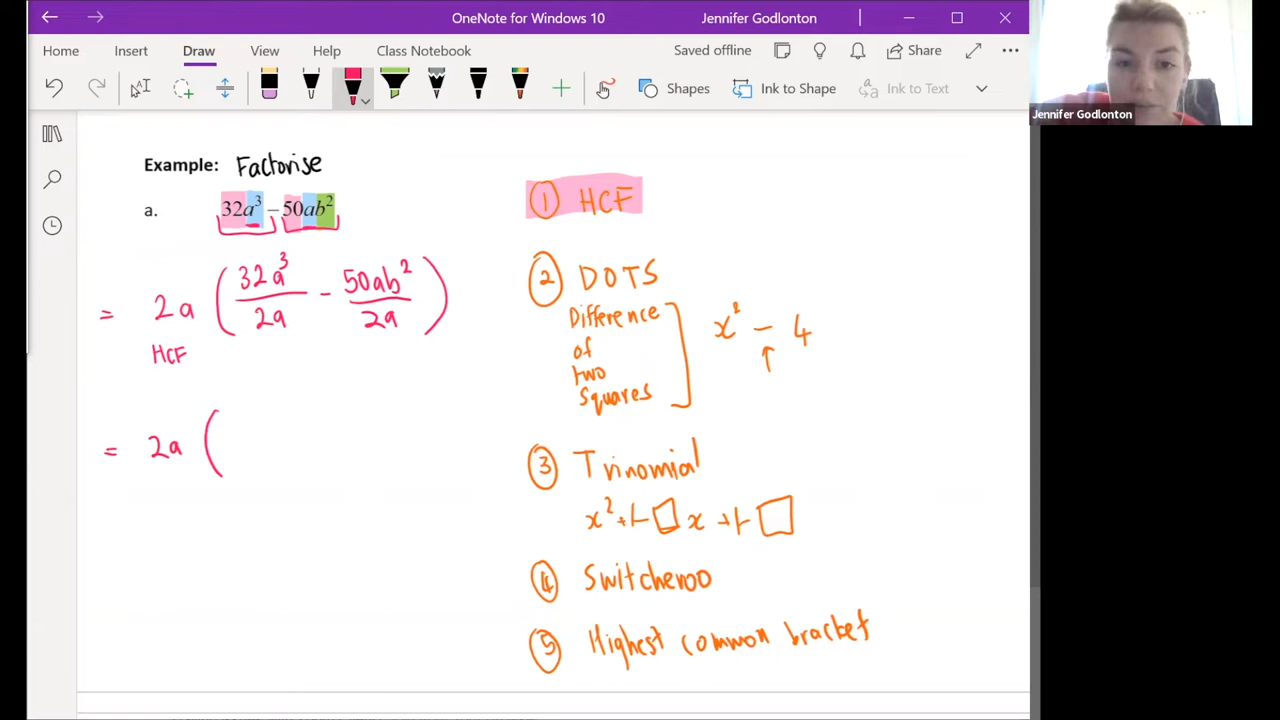 OneNote for Windows 10
Jennifer Godlonton
Home Insert Draw View Help Class Notebook
Saved offline
Share
Shapes
Ink to Shape
Ink to Text
Jennifer Godlonton
Example: Factorise
a. 32a³ – 50ab²
= 2a ( 32a³/2a - 50ab²/2a )
HCF
= 2a (
① HCF
② DOTS
Difference
of
two
Squares
x² – 4
↑
③ Trinomial
x² +/- □ x +/- □
④ Switcheroo
⑤ Highest common bracket